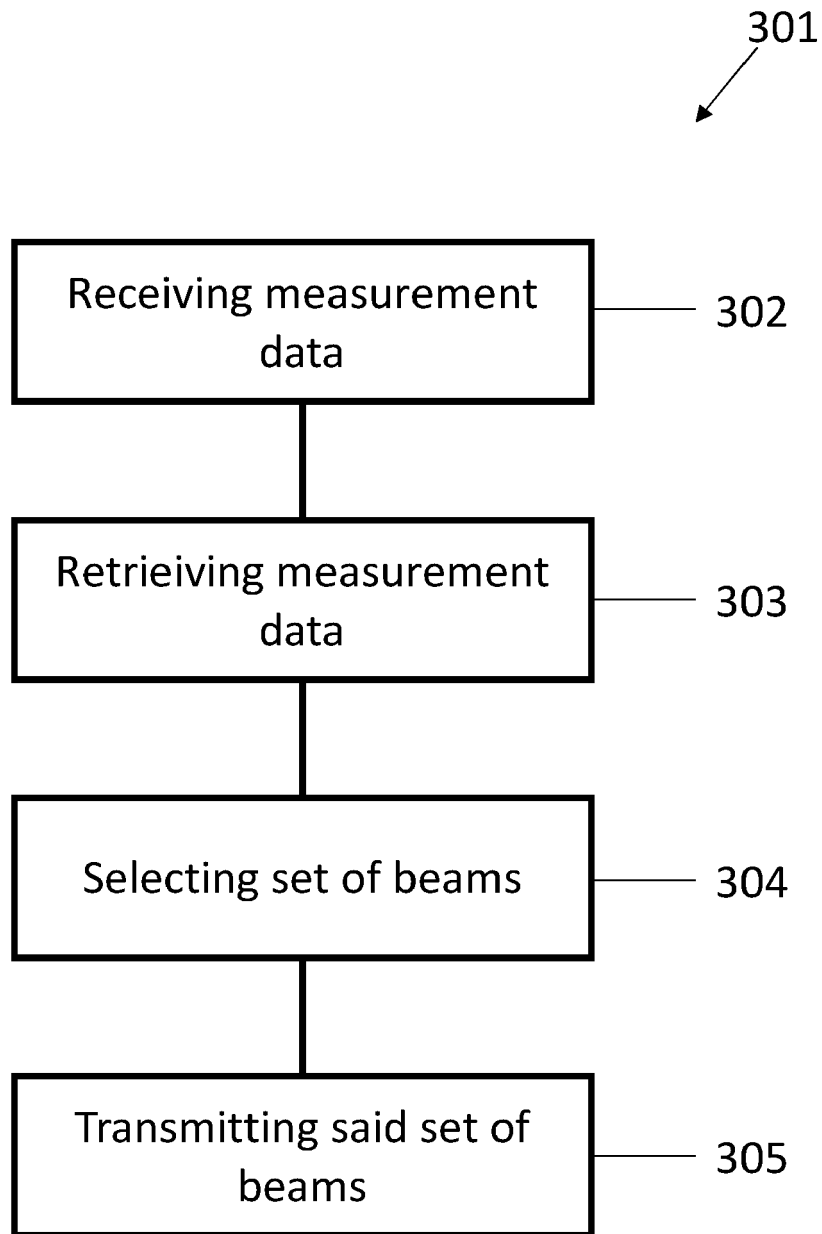 301
Receiving measurement
data
302
Retrieiving measurement
data
303
Selecting set of beams
304
Transmitting said set of
beams
305